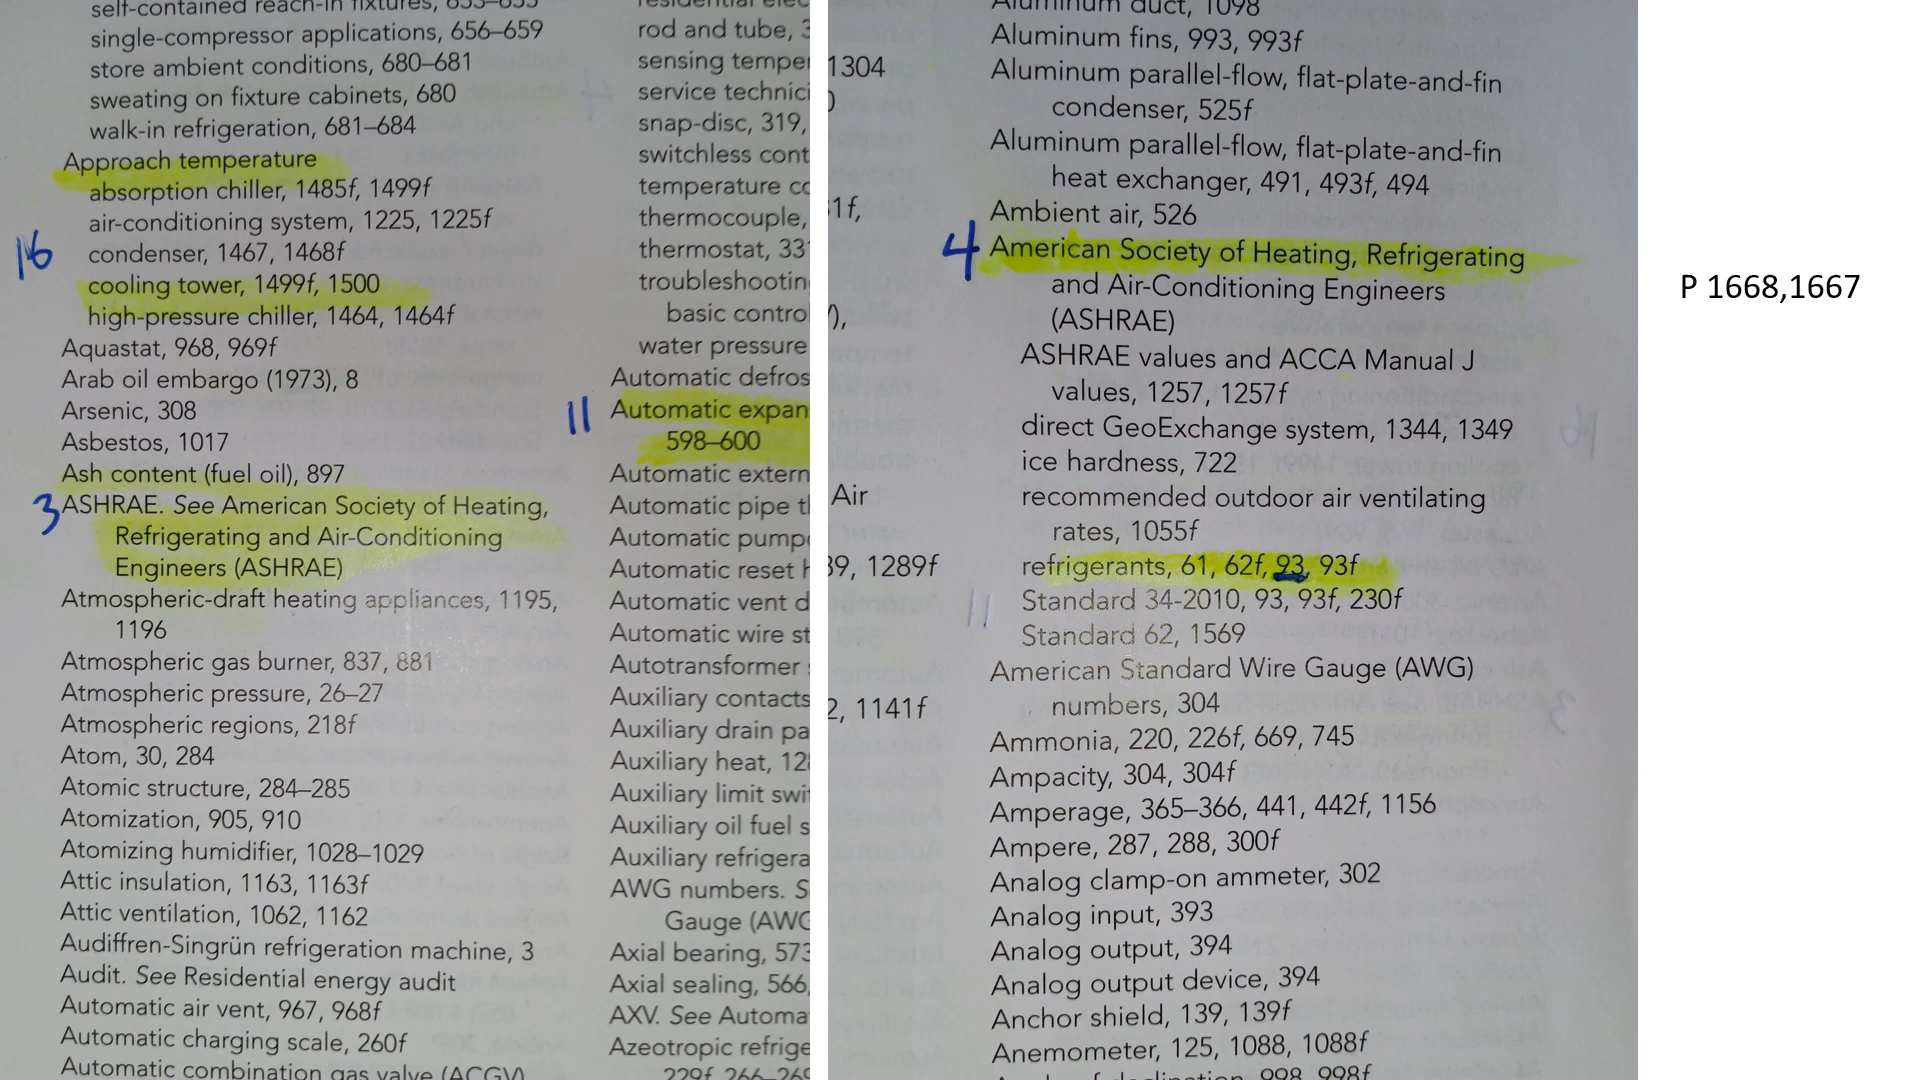 self-contained reach-in fixtures, 653–655
single-compressor applications, 656–659
store ambient conditions, 680–681
sweating on fixture cabinets, 680
walk-in refrigeration, 681–684
Approach temperature
absorption chiller, 1485f, 1499f
air-conditioning system, 1225, 1225f
16
condenser, 1467, 1468f
cooling tower, 1499f, 1500
high-pressure chiller, 1464, 1464f
Aquastat, 968, 969f
Arab oil embargo (1973), 8
Arsenic, 308
Asbestos, 1017
Ash content (fuel oil), 897
3 ASHRAE. See American Society of Heating,
Refrigerating and Air-Conditioning
Engineers (ASHRAE)
Atmospheric-draft heating appliances, 1195,
1196
Atmospheric gas burner, 837, 881
Atmospheric pressure, 26–27
Atmospheric regions, 218f
Atom, 30, 284
Atomic structure, 284–285
Atomization, 905, 910
Atomizing humidifier, 1028–1029
Attic insulation, 1163, 1163f
Attic ventilation, 1062, 1162
Audiffren-Singrün refrigeration machine, 3
Audit. See Residential energy audit
Automatic air vent, 967, 968f
Automatic charging scale, 260f
Automatic combination gas valve (ACGV)
rod and tube, 3
sensing temper
service technici
snap-disc, 319,
switchless cont
temperature co
thermocouple,
thermostat, 33
troubleshooting
basic control
water pressure
Automatic defros
11 Automatic expan
598–600
Automatic extern
Automatic pipe th
Automatic pump
Automatic reset h
Automatic vent d
Automatic wire st
Autotransformer
Auxiliary contacts
Auxiliary drain pa
Auxiliary heat, 12
Auxiliary limit swi
Auxiliary oil fuel s
Auxiliary refrigera
AWG numbers. S
Gauge (AWG
Axial bearing, 573
Axial sealing, 566,
AXV. See Automa
Azeotropic refrige
229f, 266–269
1304
1f,
),
Air
39, 1289f
2, 1141f
Aluminum duct, 1098
Aluminum fins, 993, 993f
Aluminum parallel-flow, flat-plate-and-fin
condenser, 525f
Aluminum parallel-flow, flat-plate-and-fin
heat exchanger, 491, 493f, 494
Ambient air, 526
4 American Society of Heating, Refrigerating
and Air-Conditioning Engineers
(ASHRAE)
ASHRAE values and ACCA Manual J
values, 1257, 1257f
direct GeoExchange system, 1344, 1349
ice hardness, 722
recommended outdoor air ventilating
rates, 1055f
refrigerants, 61, 62f, 93, 93f
Standard 34-2010, 93, 93f, 230f
Standard 62, 1569
American Standard Wire Gauge (AWG)
numbers, 304
Ammonia, 220, 226f, 669, 745
Ampacity, 304, 304f
Amperage, 365–366, 441, 442f, 1156
Ampere, 287, 288, 300f
Analog clamp-on ammeter, 302
Analog input, 393
Analog output, 394
Analog output device, 394
Anchor shield, 139, 139f
Anemometer, 125, 1088, 1088f
P 1668,1667